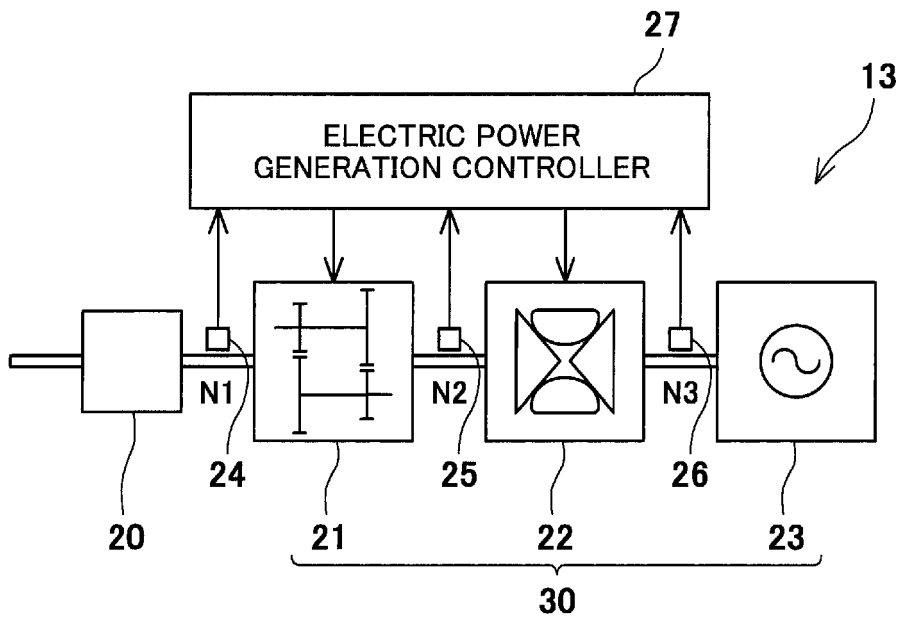 27
13
ELECTRIC POWER
GENERATION CONTROLLER
N1
N2
N3
24
25
26
20
21
22
23
30